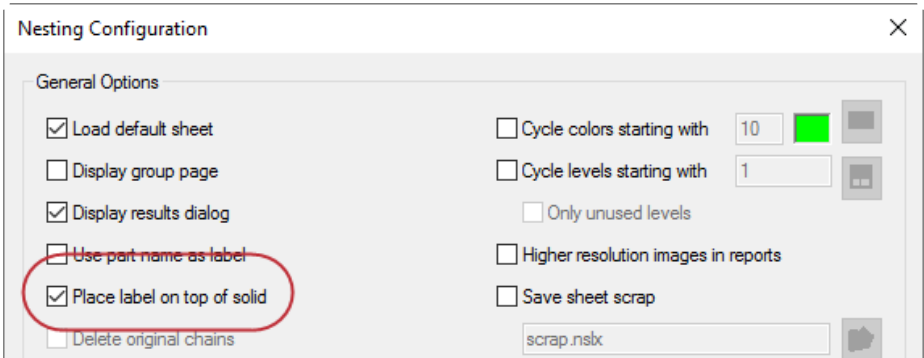 Nesting Configuration
General Options
Load default sheet
Display group page
Display results dialog
Use part name as label
Place label on top of solid
Delete original chains
Cycle colors starting with 10
Cycle levels starting with 1
Only unused levels
Higher resolution images in reports
Save sheet scrap
scrap.nslx